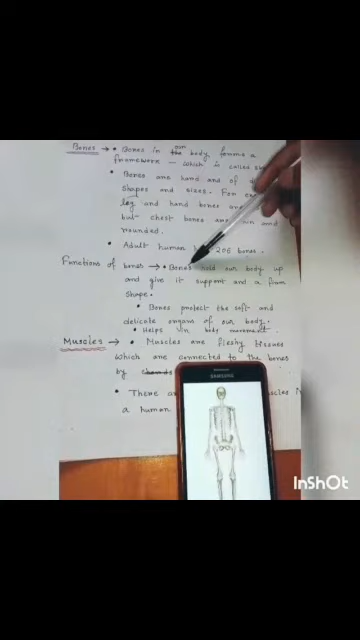 Bones → • Bones in our body, forms a
framework – which is called
• Bones are hard and of
shapes and sizes. For
leg and hand bones are
but chest bones are and
rounded.
• Adult human 206 bones.
Functions of bones → • Bones hold our body up
and give it support and a firm
shape.
• Bones protect the soft and
delicate organs of our body.
• Helps in body movement.
Muscles → • Muscles are fleshy tissues
which are connected to the bones
by
• There in
a human
SAMSUNG
InShOt